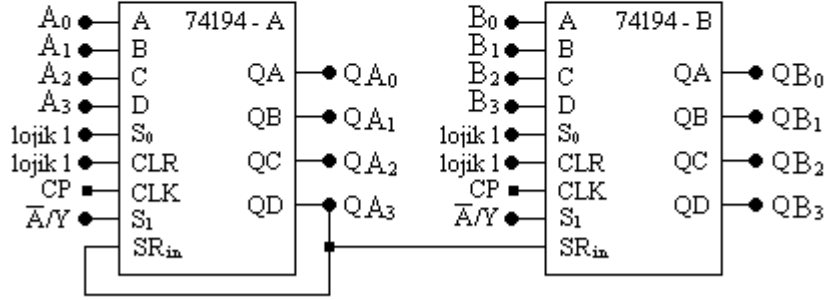 A₀ A 74194 - A
A₁ B
A₂ C QA QA₀
A₃ D
lojik 1 S₀ QB QA₁
lojik 1 CLR QC QA₂
CP CLK
A̅/Y S₁ QD QA₃
SRin
B₀ A 74194 - B
B₁ B
B₂ C QA QB₀
B₃ D
lojik 1 S₀ QB QB₁
lojik 1 CLR QC QB₂
CP CLK
A̅/Y S₁ QD QB₃
SRin